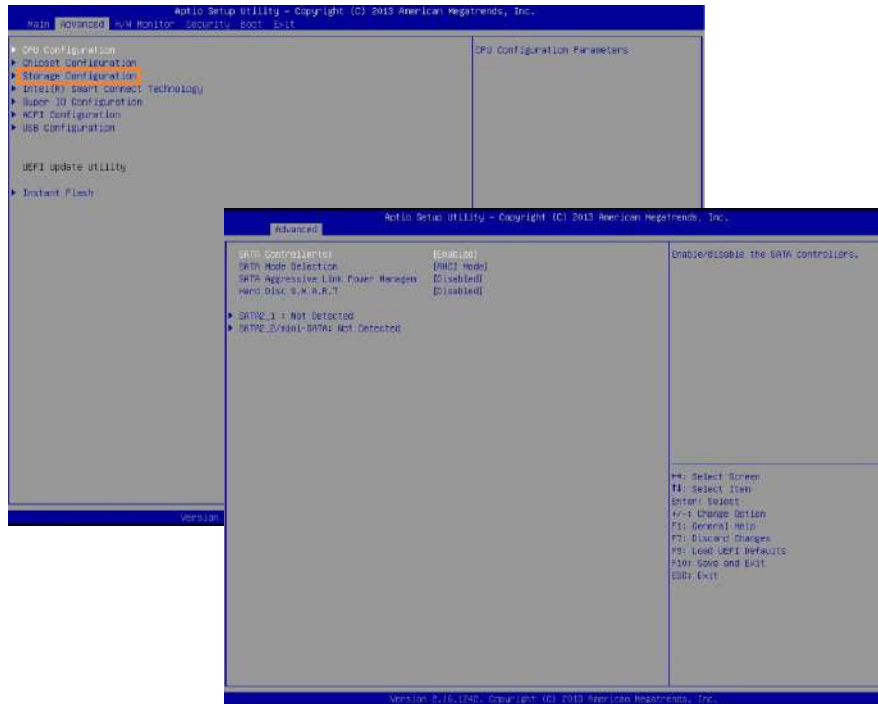 Aptio Setup Utility - Copyright (C) 2013 American Megatrends, Inc.
Main Advanced H/W Monitor Security Boot Exit
CPU Configuration
Chipset Configuration
Storage Configuration
Intel(R) Smart Connect Technology
Super IO Configuration
ACPI Configuration
USB Configuration
UEFI Update Utility
Instant Flash
CPU Configuration Parameters
Version
Aptio Setup Utility - Copyright (C) 2013 American Megatrends, Inc.
Advanced
SATA Controller(s) [Enabled]
SATA Mode Selection [AHCI Mode]
SATA Aggressive Link Power Managem [Disabled]
Hard Disk S.M.A.R.T [Disabled]
SATA2_1 : Not Detected
SATA2_2/mini-SATA: Not Detected
Enable/disable the SATA controllers.
↔: Select Screen
↑↓: Select Item
Enter: Select
+/-: Change Option
F1: General Help
F7: Discard Changes
F9: Load UEFI Defaults
F10: Save and Exit
ESC: Exit
Version 2.16.1242. Copyright (C) 2013 American Megatrends, Inc.